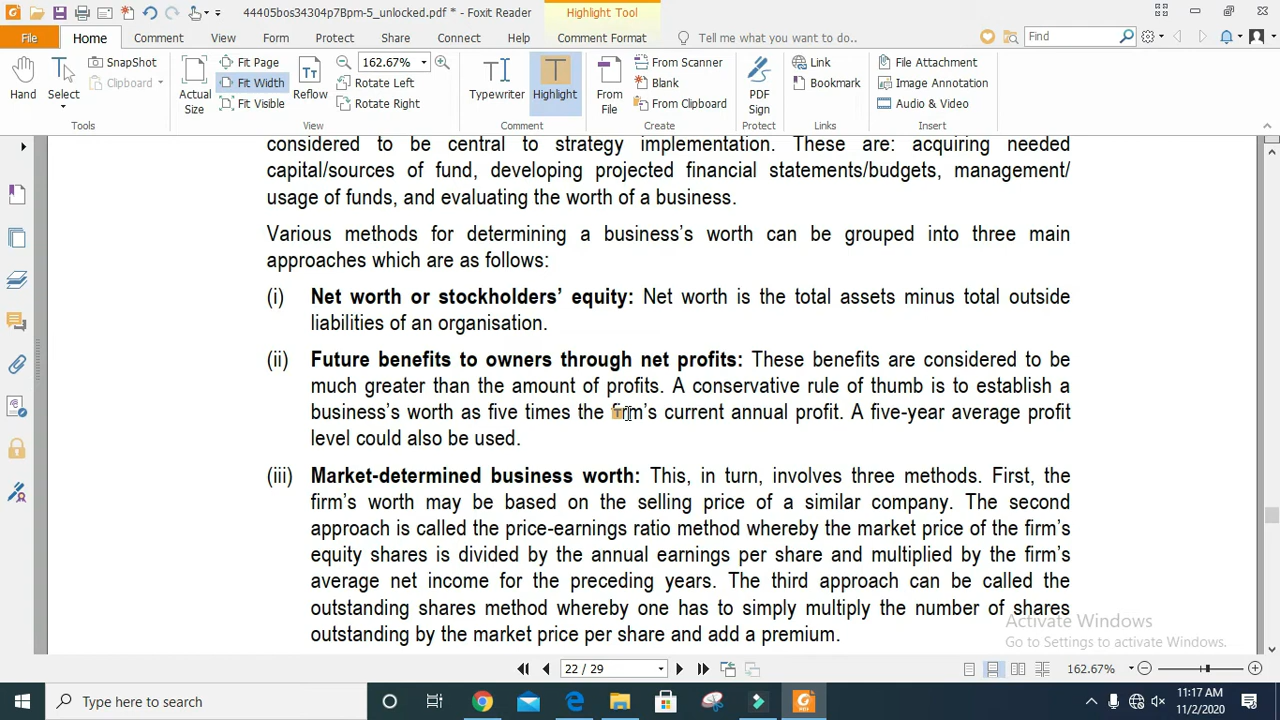 44405bos34304p7Bpm-5_unlocked.pdf * - Foxit Reader
Highlight Tool
File Home Comment View Form Protect Share Connect Help Comment Format Tell me what you want to do.. Find
Hand
Select
SnapShot
Clipboard
Tools
Actual Size
Fit Page
Fit Width
Fit Visible
Reflow
162.67%
Rotate Left
Rotate Right
View
Typewriter
Highlight
Comment
From File
From Scanner
Blank
From Clipboard
Create
PDF Sign
Protect
Link
Bookmark
Links
File Attachment
Image Annotation
Audio & Video
Insert
considered to be central to strategy implementation. These are: acquiring needed
capital/sources of fund, developing projected financial statements/budgets, management/
usage of funds, and evaluating the worth of a business.
Various methods for determining a business's worth can be grouped into three main
approaches which are as follows:
(i) Net worth or stockholders' equity: Net worth is the total assets minus total outside
liabilities of an organisation.
(ii) Future benefits to owners through net profits: These benefits are considered to be
much greater than the amount of profits. A conservative rule of thumb is to establish a
business's worth as five times the firm's current annual profit. A five-year average profit
level could also be used.
(iii) Market-determined business worth: This, in turn, involves three methods. First, the
firm's worth may be based on the selling price of a similar company. The second
approach is called the price-earnings ratio method whereby the market price of the firm's
equity shares is divided by the annual earnings per share and multiplied by the firm's
average net income for the preceding years. The third approach can be called the
outstanding shares method whereby one has to simply multiply the number of shares
outstanding by the market price per share and add a premium.
Activate Windows
Go to Settings to activate Windows.
22 / 29
162.67%
Type here to search
11:17 AM
11/2/2020